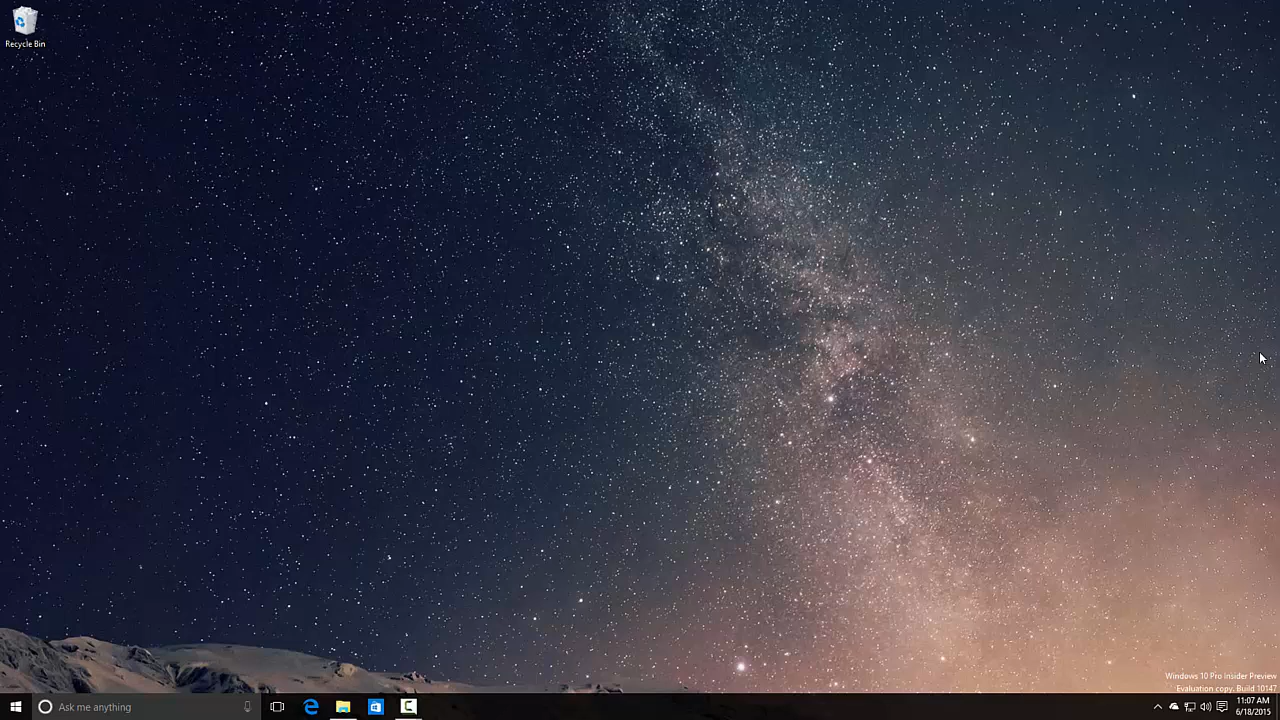 Recycle Bin
Windows 10 Pro Insider Preview
Evaluation copy. Build 10147
Ask me anything
11:07 AM
6/18/2015